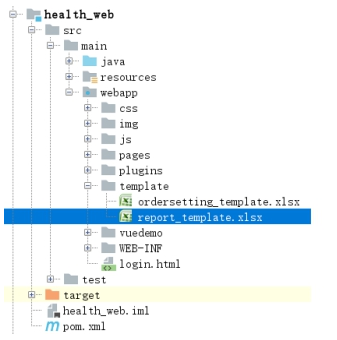 health_web
src
main
java
resources
webapp
css
img
js
pages
plugins
template
ordersetting_template.xlsx
report_template.xlsx
vuedemo
WEB-INF
login.html
test
target
health_web.iml
pom.xml